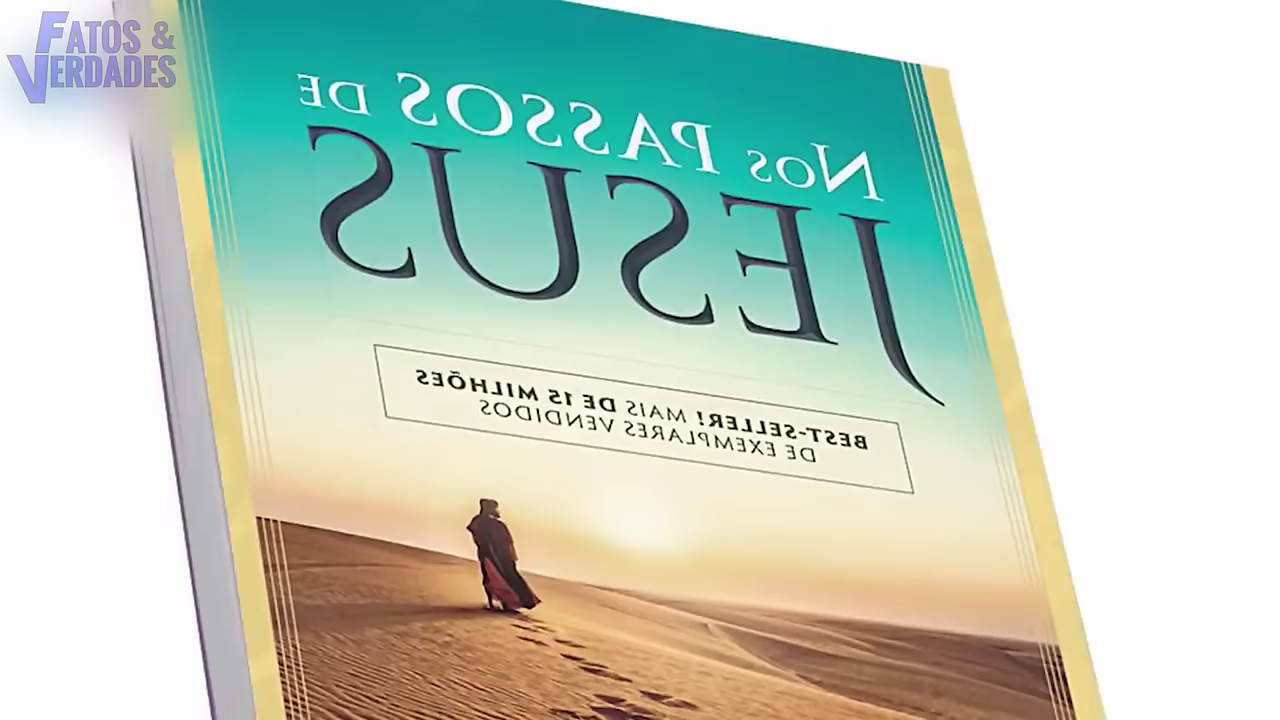 FATOS &
VERDADES
Nos PASSOS DE
JESUS
BEST-SELLER! MAIS DE 15 MILHÕES
DE EXEMPLARES VENDIDOS